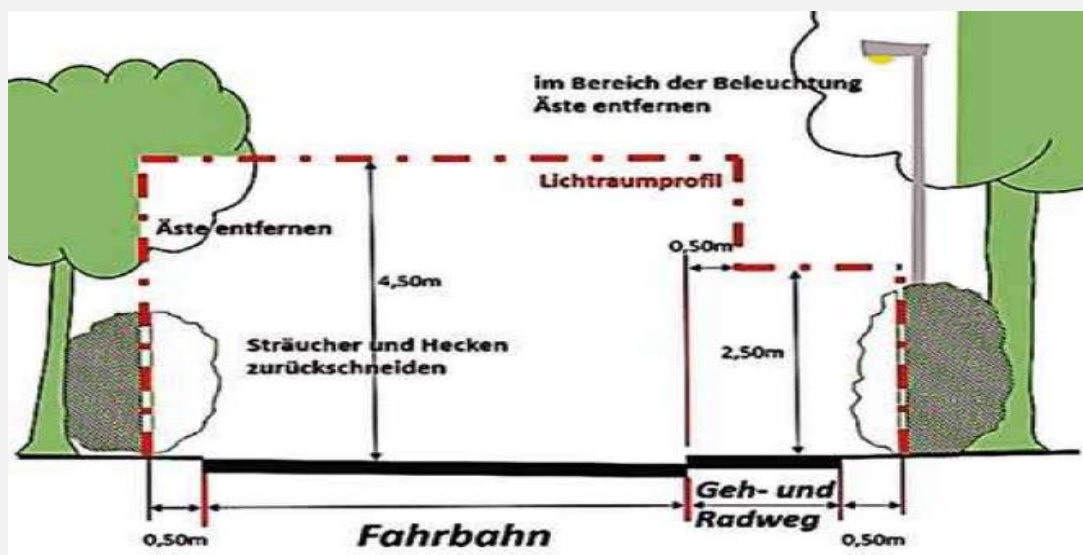 im Bereich der Beleuchtung
Äste entfernen
Lichtraumprofil
Äste entfernen
0,50m
4,50m
Sträucher und Hecken
zurückschneiden
2,50m
Geh- und
Radweg
0,50m
Fahrbahn
0,50m